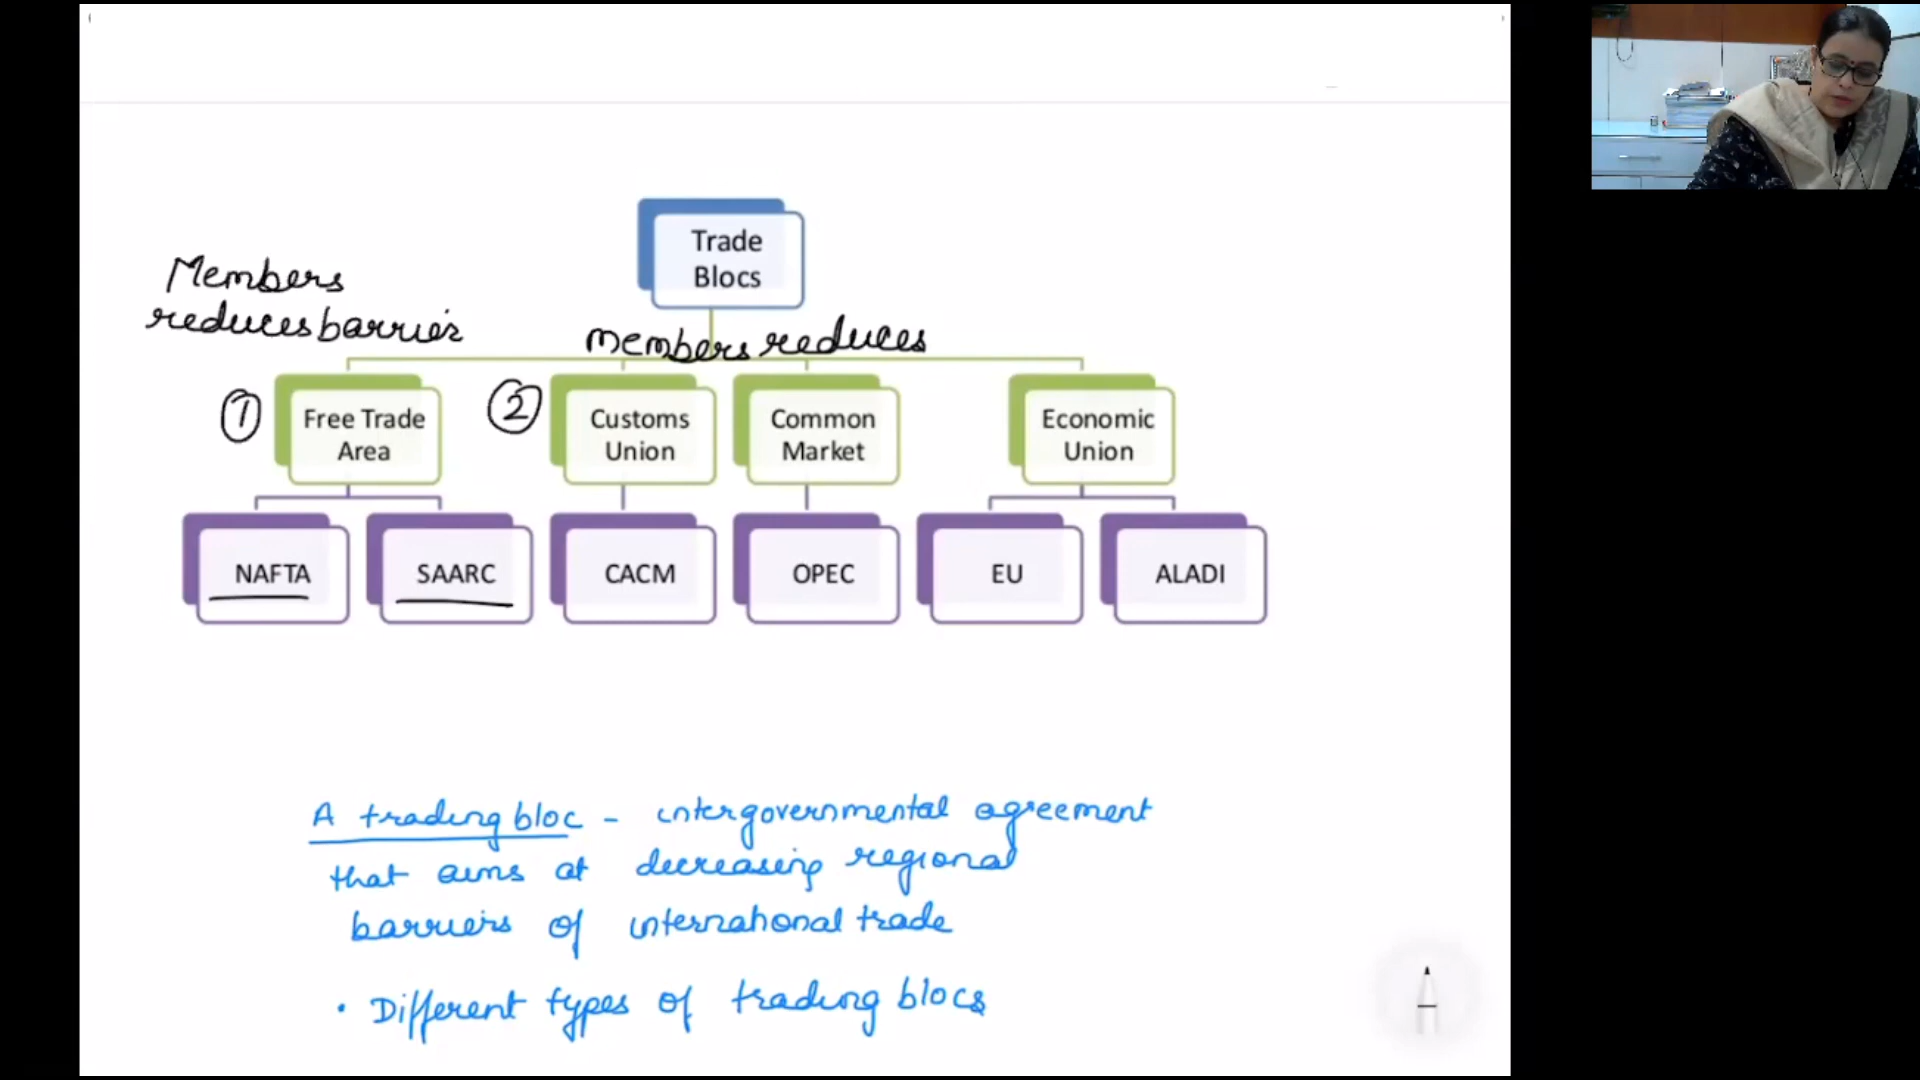 Trade
Blocs
Members
reduces barriers
members reduces
①
Free Trade
Area
②
Customs
Union
Common
Market
Economic
Union
NAFTA
SAARC
CACM
OPEC
EU
ALADI
A trading bloc - intergovernmental agreement
that aims at decreasing regional
barriers of international trade
• Different types of trading blocs